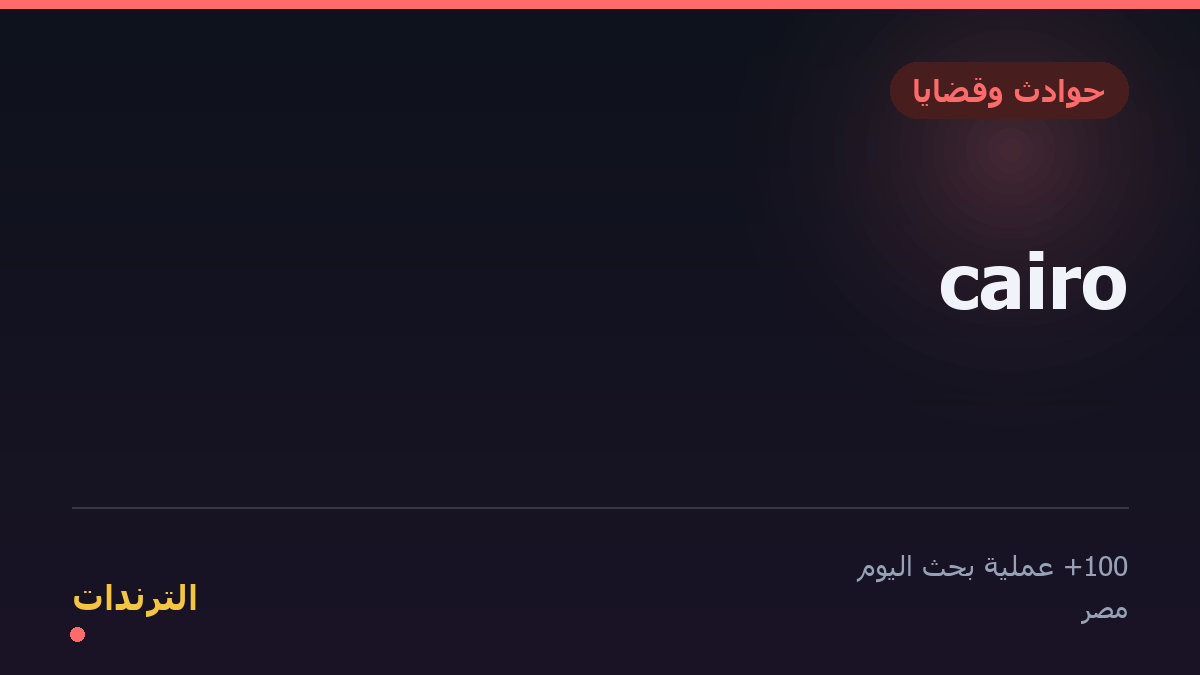 حوادث وقضايا
cairo
100+ عملية بحث اليوم
مصر
الترندات